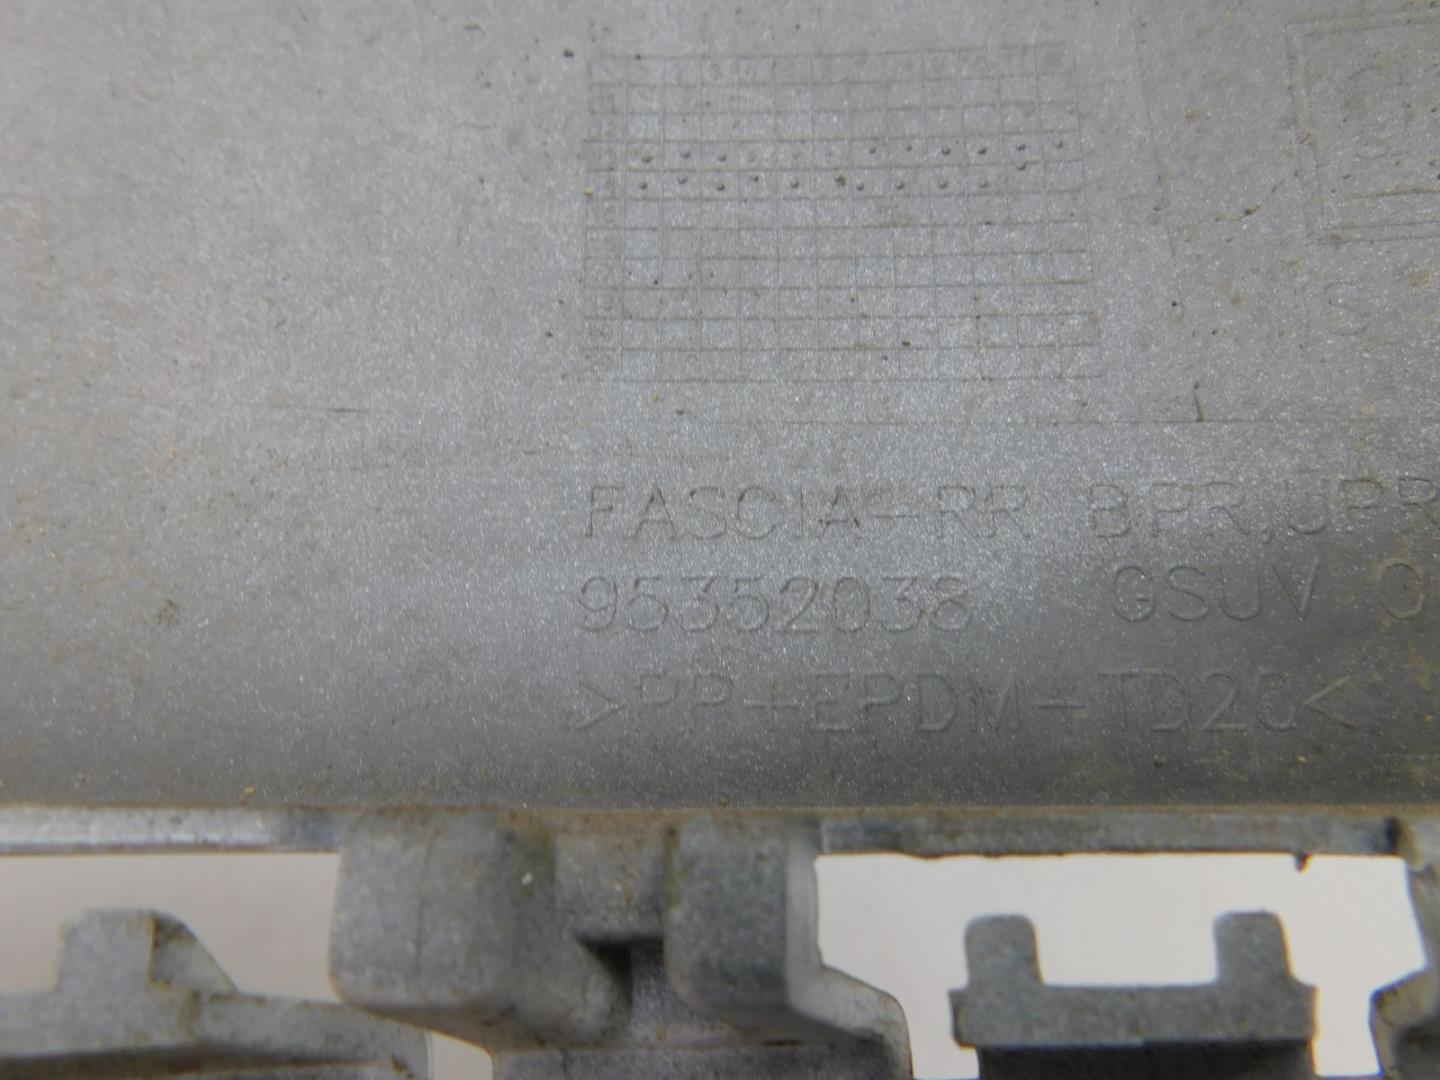 FASCIA-RR BPR,UPR
95352038 GSUV
>PP+EPDM-TD20<